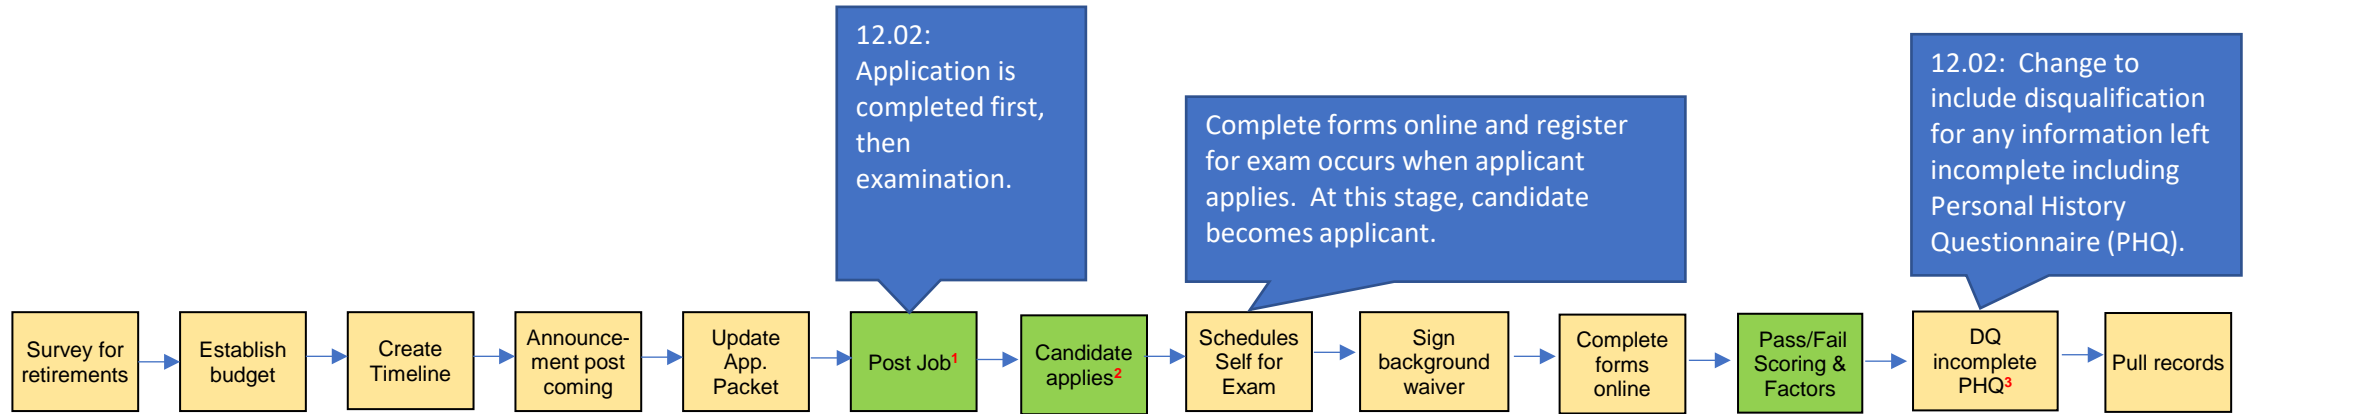 12.02:
Application is
completed first,
then
examination.
Complete forms online and register
for exam occurs when applicant
applies.  At this stage, candidate
becomes applicant.
12.02:  Change to
include disqualification
for any information left
incomplete including
Personal History
Questionnaire (PHQ).
Survey for
retirements
Establish
budget
Create
Timeline
Announce-
ment post
coming
Update
App.
Packet
Post Job¹
Candidate
applies²
Schedules
Self for
Exam
Sign
background
waiver
Complete
forms
online
Pass/Fail
Scoring &
Factors
DQ
incomplete
PHQ³
Pull records